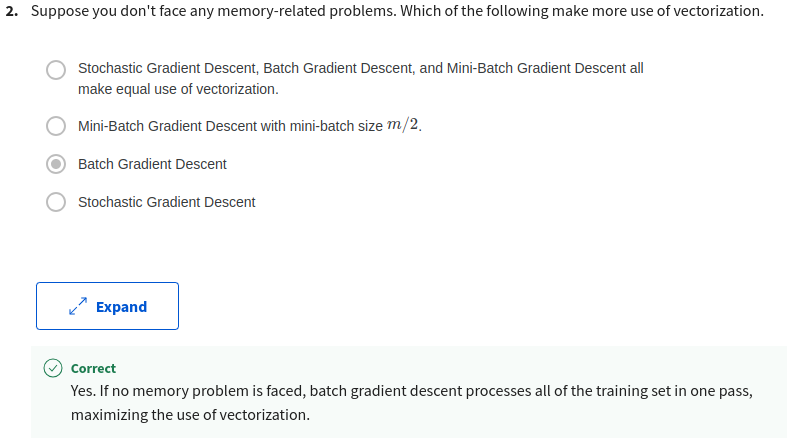 2. Suppose you don't face any memory-related problems. Which of the following make more use of vectorization.
Stochastic Gradient Descent, Batch Gradient Descent, and Mini-Batch Gradient Descent all
make equal use of vectorization.
Mini-Batch Gradient Descent with mini-batch size m/2.
Batch Gradient Descent
Stochastic Gradient Descent
Expand
Correct
Yes. If no memory problem is faced, batch gradient descent processes all of the training set in one pass,
maximizing the use of vectorization.